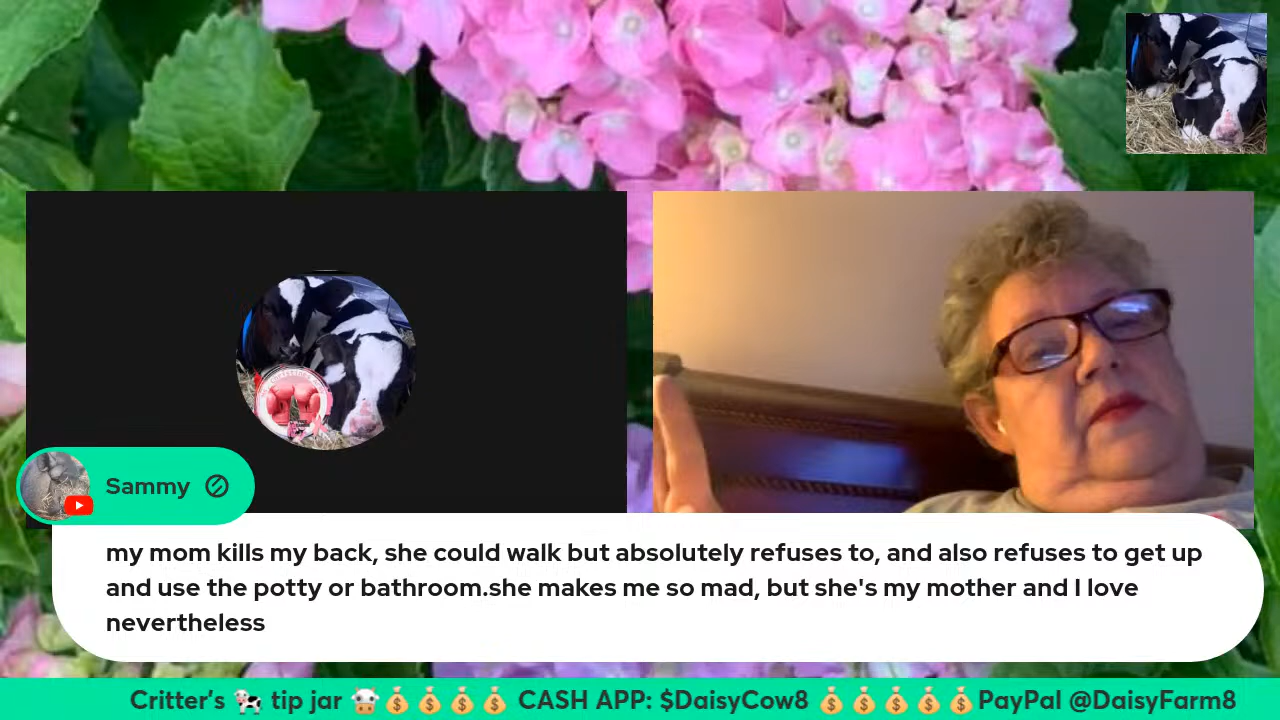 Sammy
my mom kills my back, she could walk but absolutely refuses to, and also refuses to get up
and use the potty or bathroom.she makes me so mad, but she's my mother and I love
nevertheless
Critter's 🐄 tip jar 🐮💰💰💰💰 CASH APP: $DaisyCow8 💰💰💰💰💰PayPal @DaisyFarm8